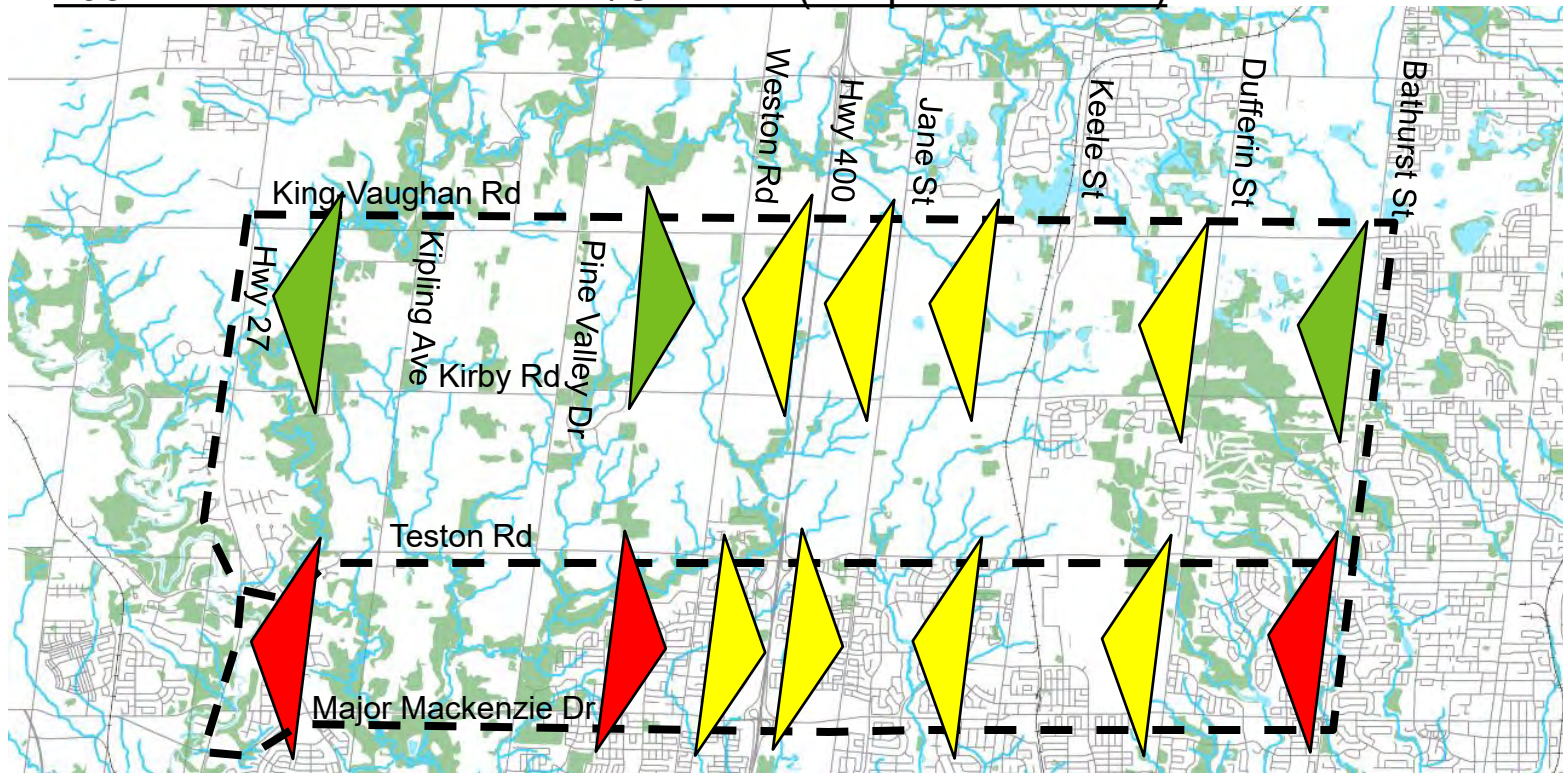 King Vaughan Rd
Weston Rd
Hwy 400
Jane St
Keele St
Dufferin St
Bathurst St
Hwy 27
Kipling Ave
Pine Valley Dr
Kirby Rd
Teston Rd
Major Mackenzie Dr